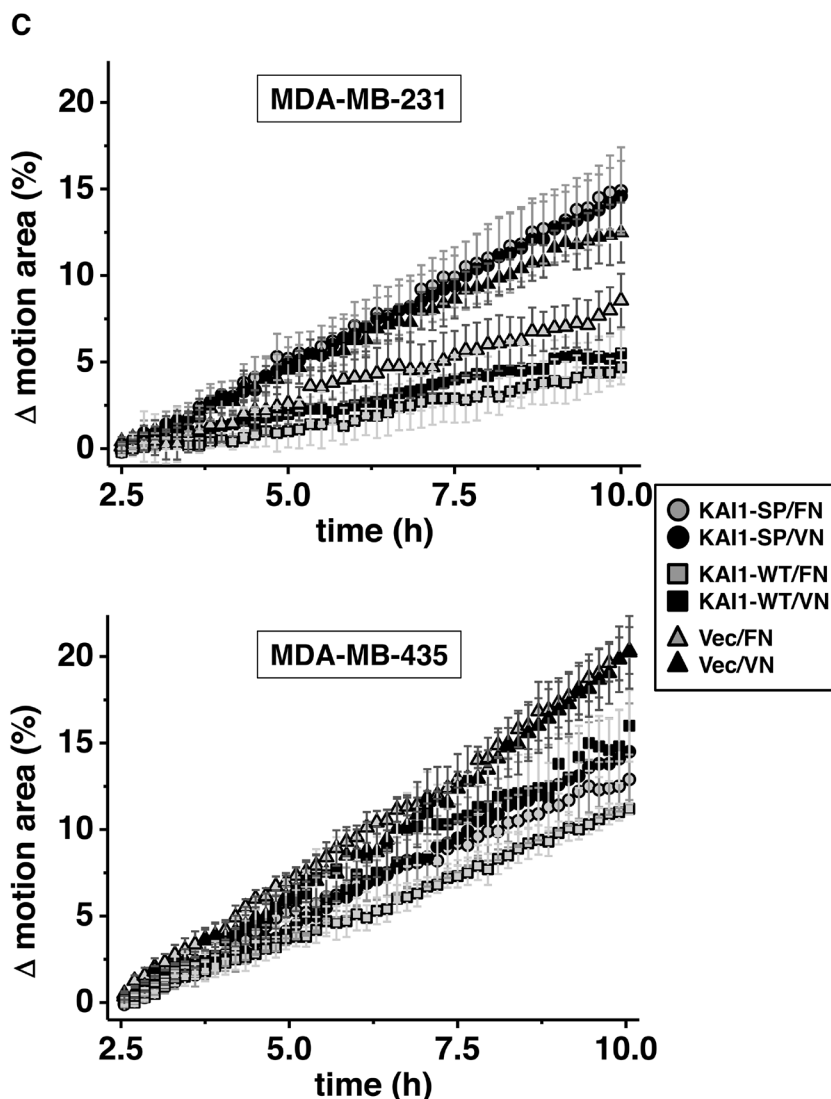 C
MDA-MB-231
Δ motion area (%)
20
15
10
5
0
2.5 5.0 7.5 10.0
time (h)
KAI1-SP/FN
KAI1-SP/VN
KAI1-WT/FN
KAI1-WT/VN
Vec/FN
Vec/VN
MDA-MB-435
Δ motion area (%)
20
15
10
5
0
2.5 5.0 7.5 10.0
time (h)